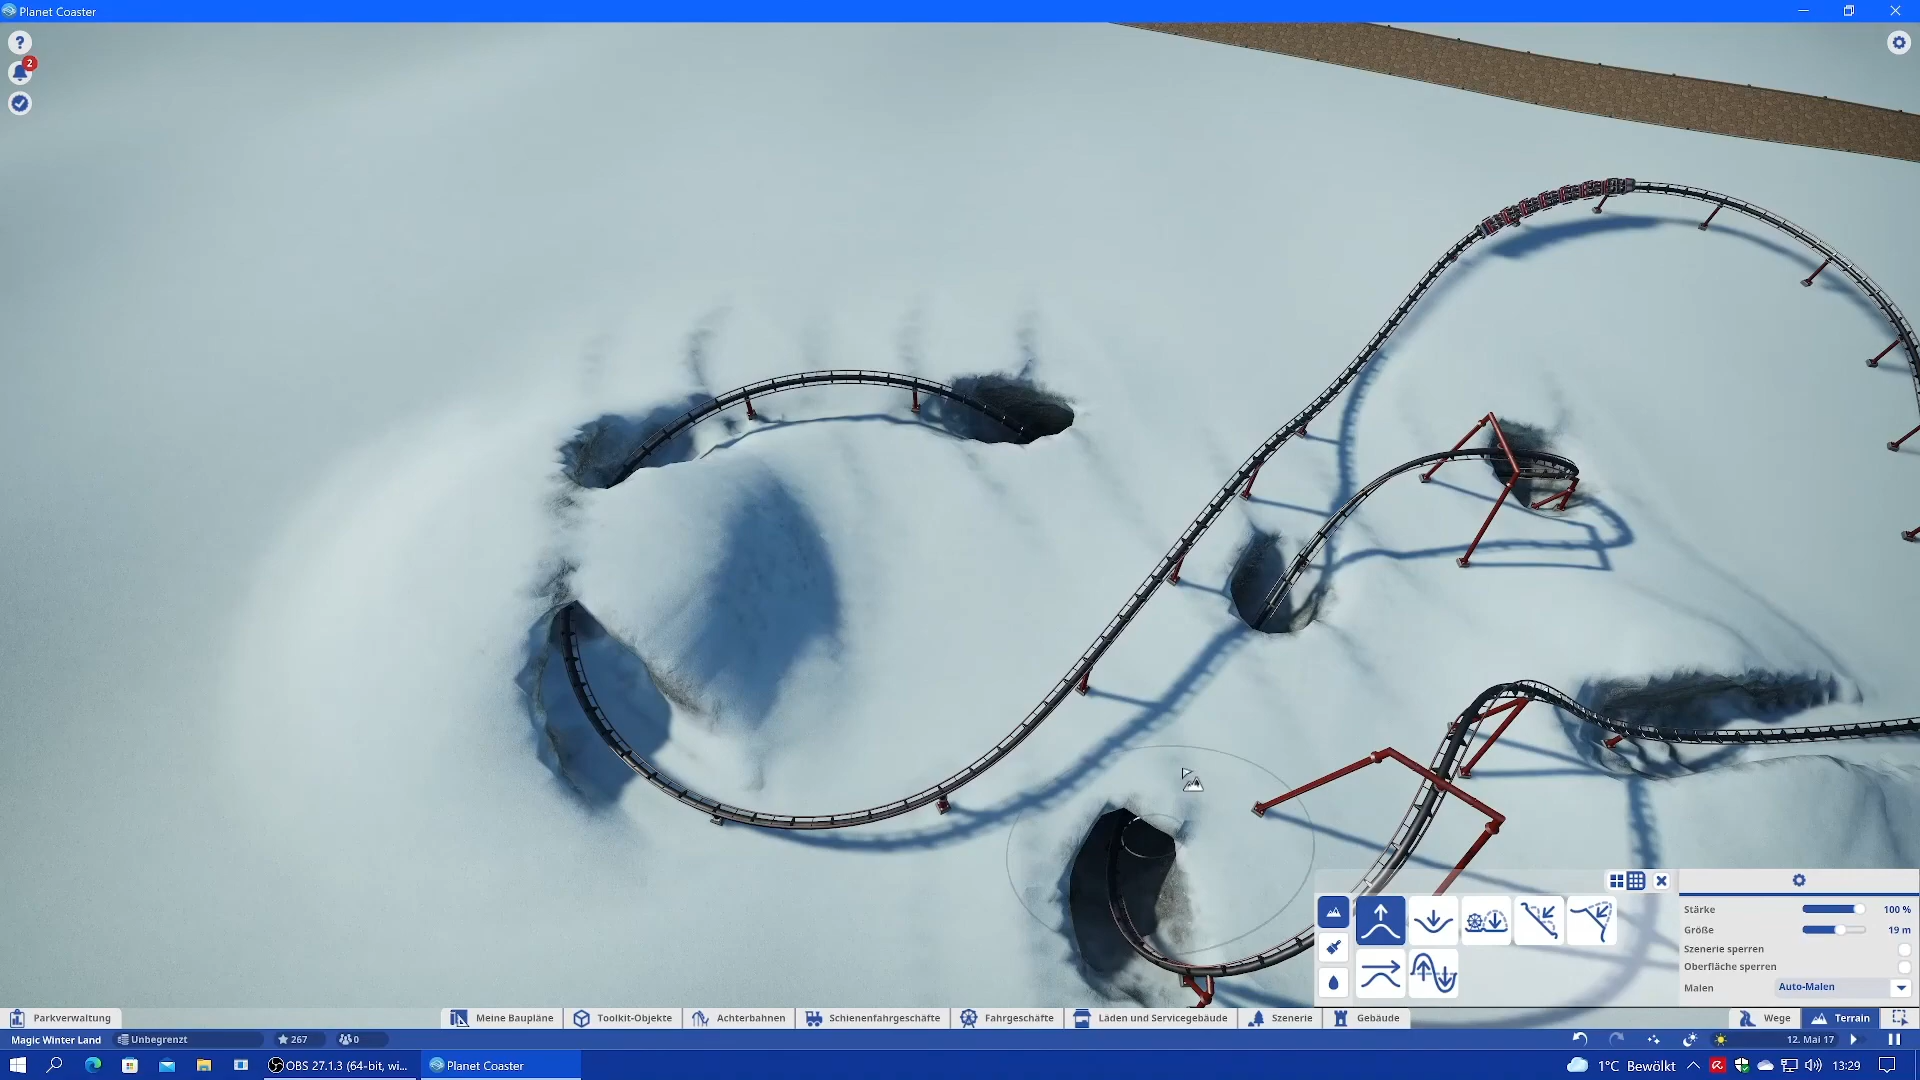 Planet Coaster
?
2
Stärke
100 %
Größe
19 m
Szenerie sperren
Oberfläche sperren
Malen
Auto-Malen
Parkverwaltung
Meine Baupläne
Toolkit-Objekte
Achterbahnen
Schienenfahrgeschäfte
Fahrgeschäfte
Läden und Servicegebäude
Szenerie
Gebäude
Wege
Terrain
Magic Winter Land
Unbegrenzt
267
0
12. Mai 17
OBS 27.1.3 (64-bit, wi...
Planet Coaster
1°C Bewölkt
13:29